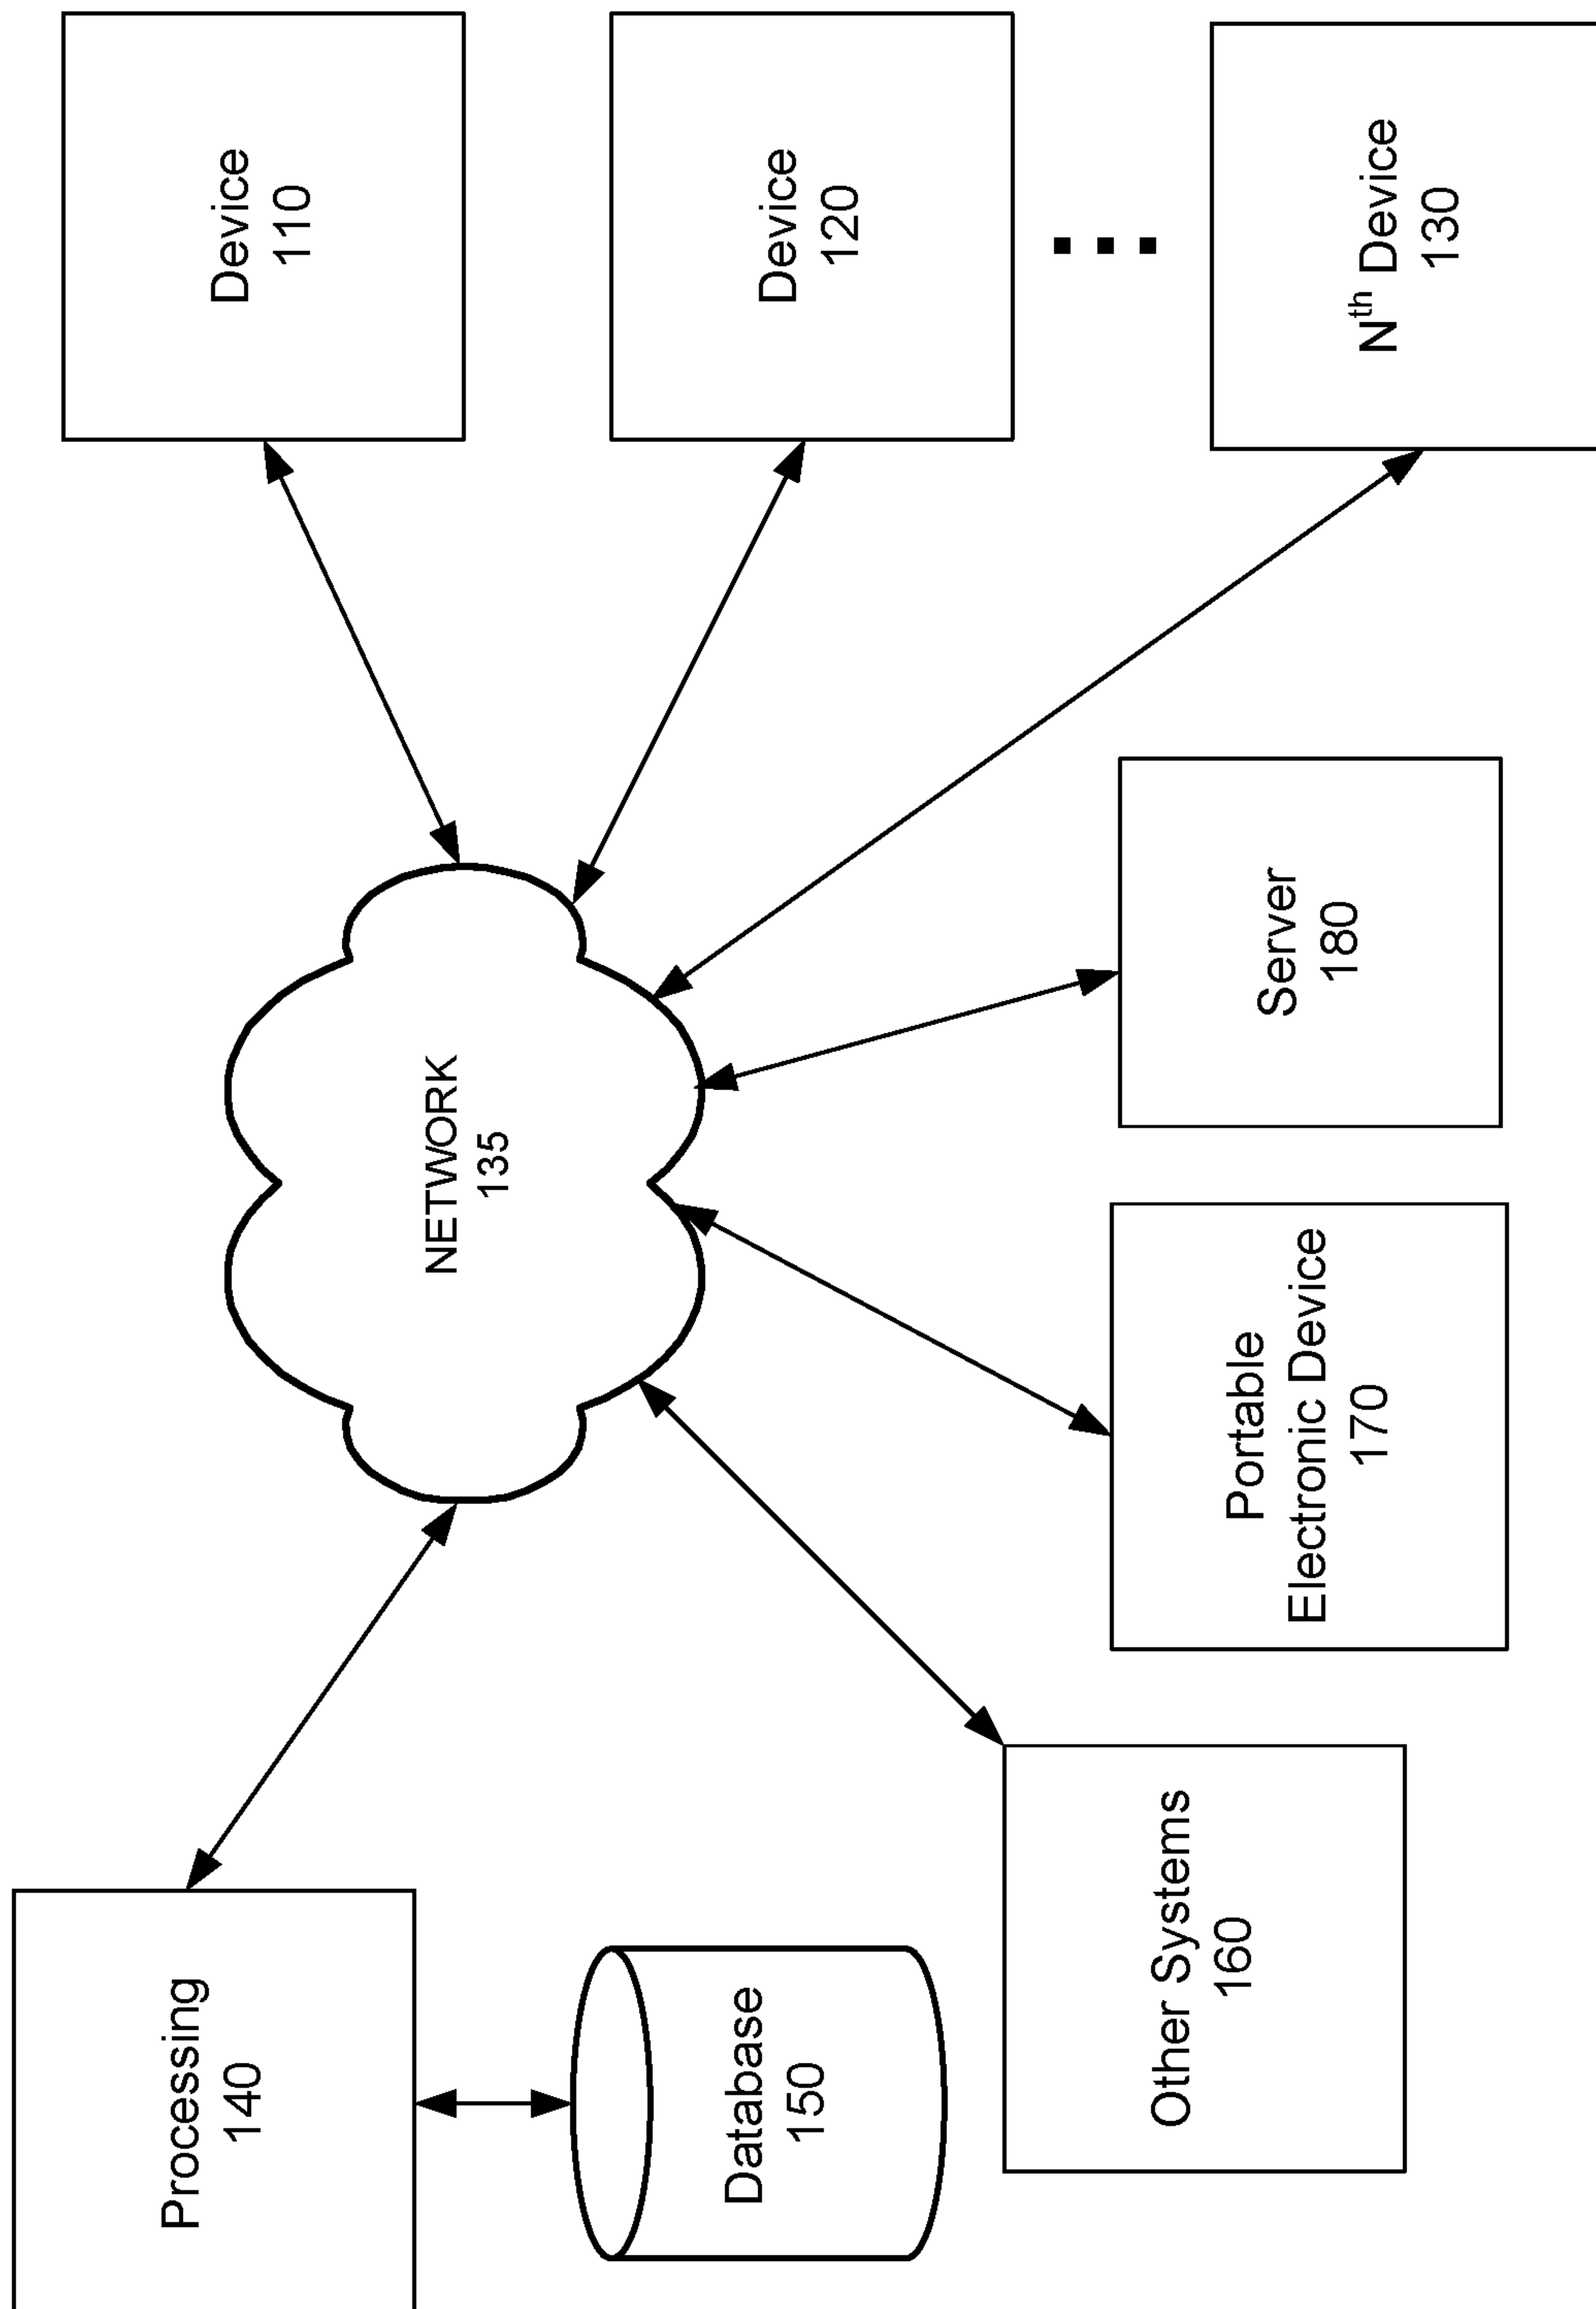 Processing
140
Device
110
NETWORK
135
Database
150
Device
120
Other Systems
160
Portable
Electronic Device
170
Server
180
Nth Device
130